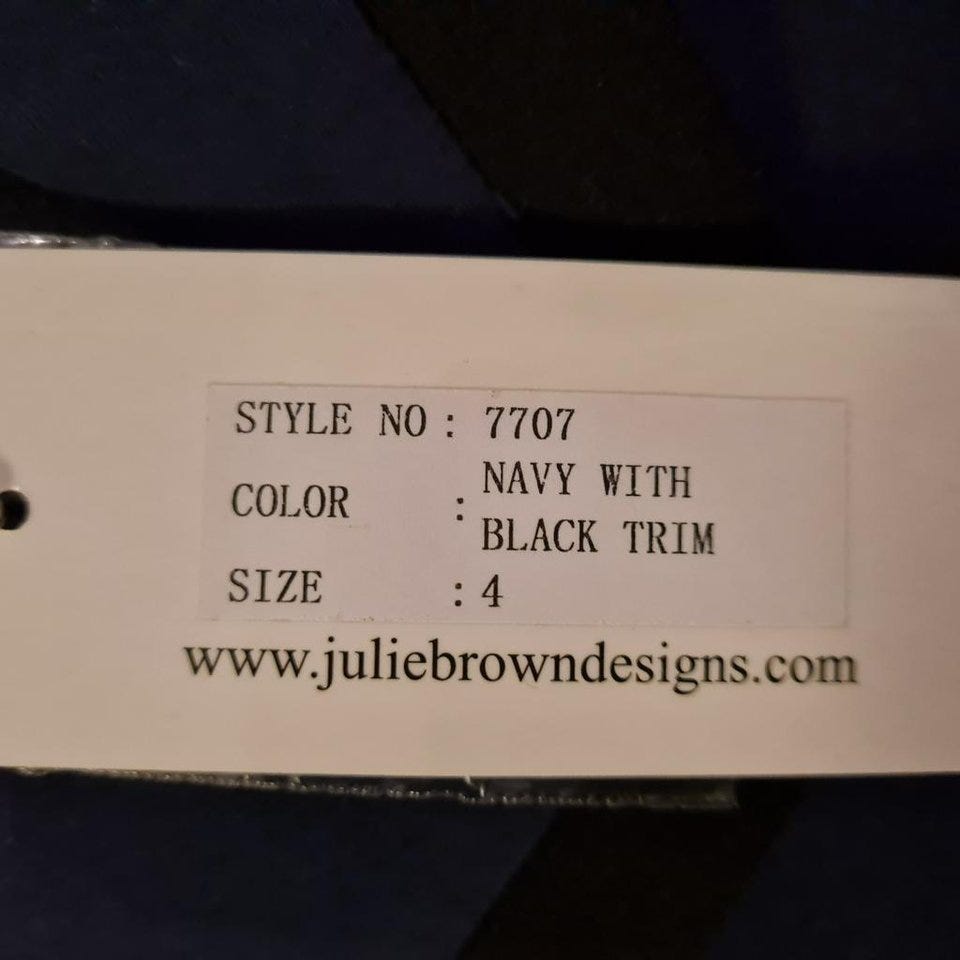 STYLE NO : 7707
COLOR : NAVY WITH
BLACK TRIM
SIZE : 4
www.juliebrowndesigns.com